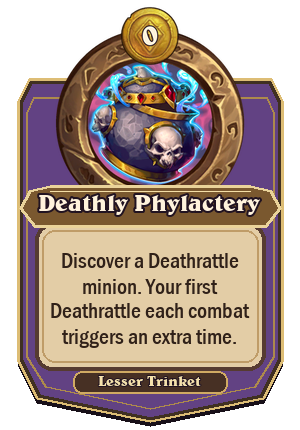 0
Deathly Phylactery
Discover a Deathrattle
minion. Your first
Deathrattle each combat
triggers an extra time.
Lesser Trinket